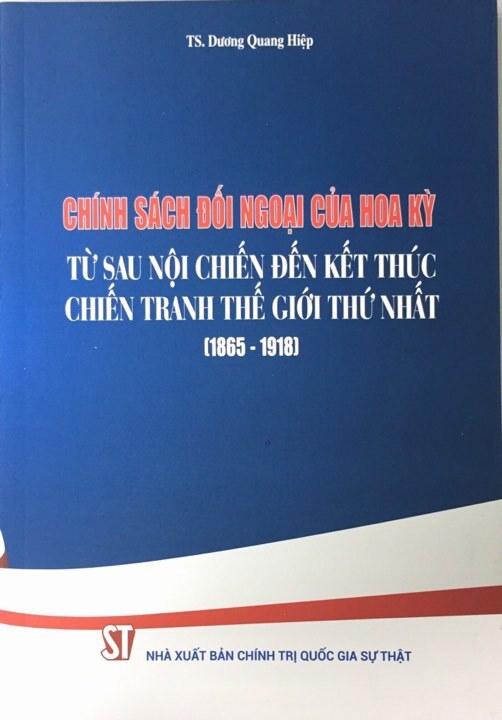 TS. Dương Quang Hiệp
CHÍNH SÁCH ĐỐI NGOẠI CỦA HOA KỲ
TỪ SAU NỘI CHIẾN ĐẾN KẾT THÚC
CHIẾN TRANH THẾ GIỚI THỨ NHẤT
(1865 - 1918)
ST NHÀ XUẤT BẢN CHÍNH TRỊ QUỐC GIA SỰ THẬT